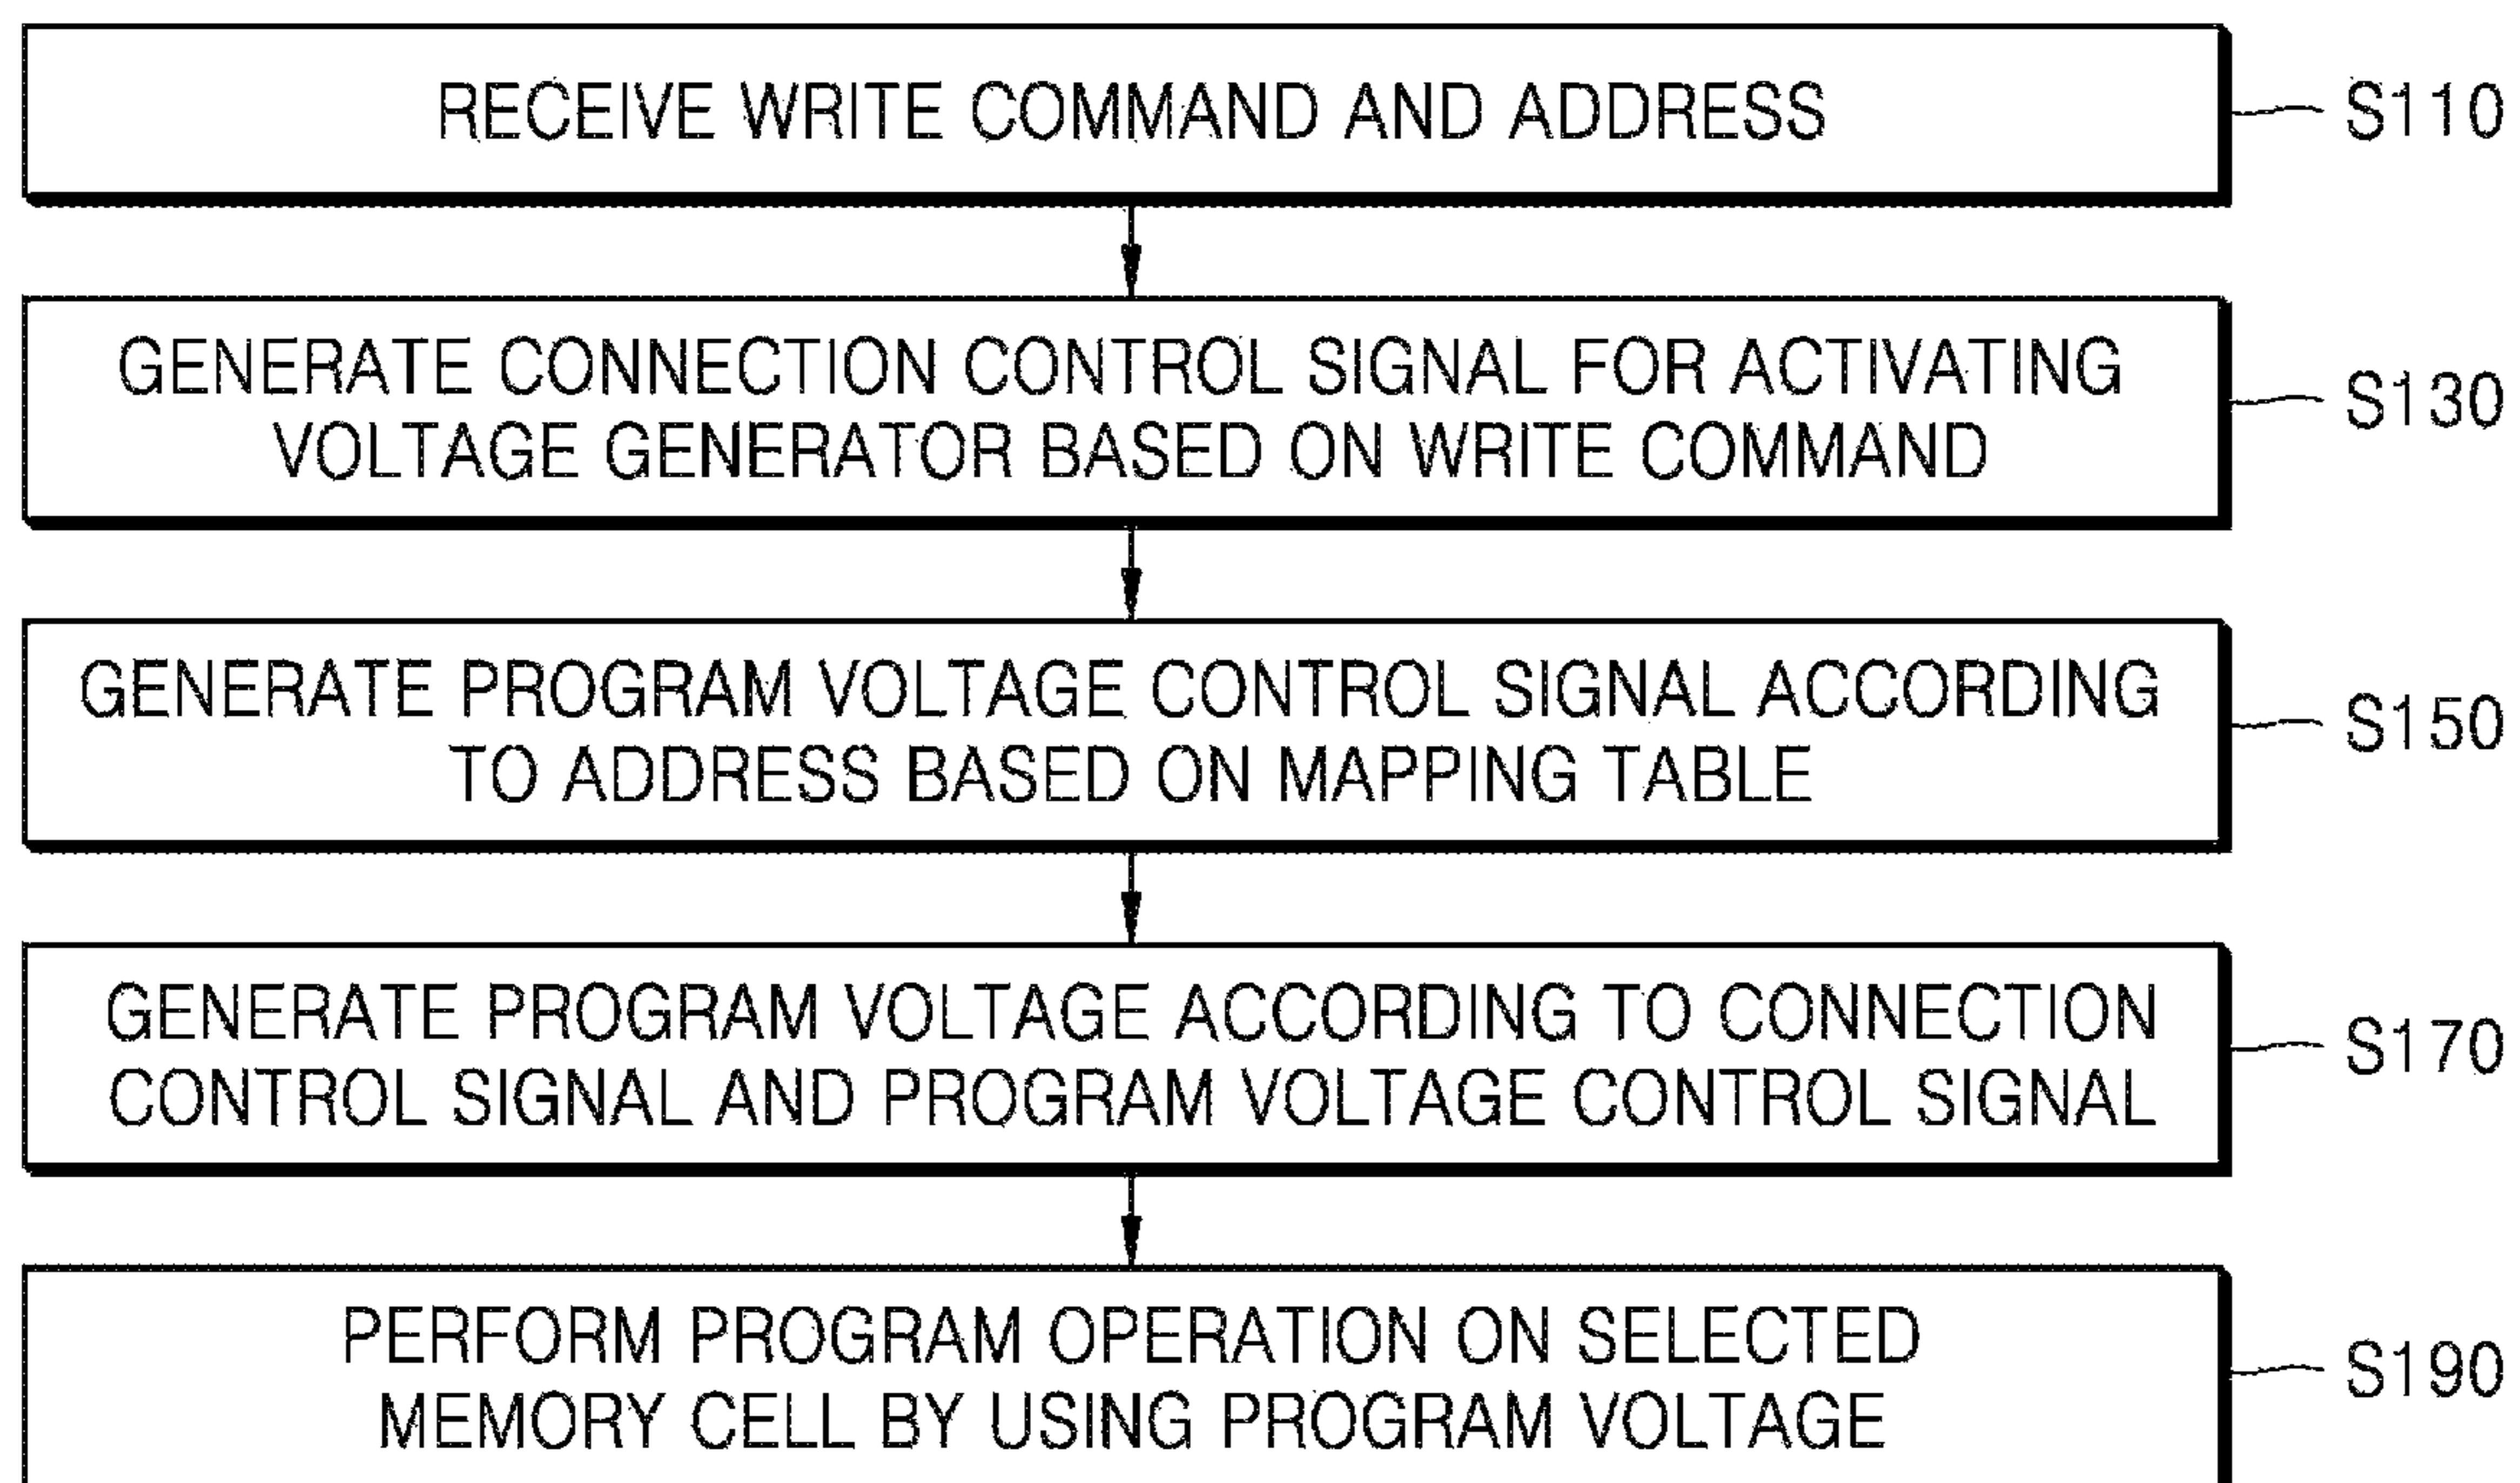 RECEIVE WRITE COMMAND AND ADDRESS
S110
GENERATE CONNECTION CONTROL SIGNAL FOR ACTIVATING
VOLTAGE GENERATOR BASED ON WRITE COMMAND
S130
GENERATE PROGRAM VOLTAGE CONTROL SIGNAL ACCORDING
TO ADDRESS BASED ON MAPPING TABLE
S150
GENERATE PROGRAM VOLTAGE ACCORDING TO CONNECTION
CONTROL SIGNAL AND PROGRAM VOLTAGE CONTROL SIGNAL
S170
PERFORM PROGRAM OPERATION ON SELECTED
MEMORY CELL BY USING PROGRAM VOLTAGE
S190